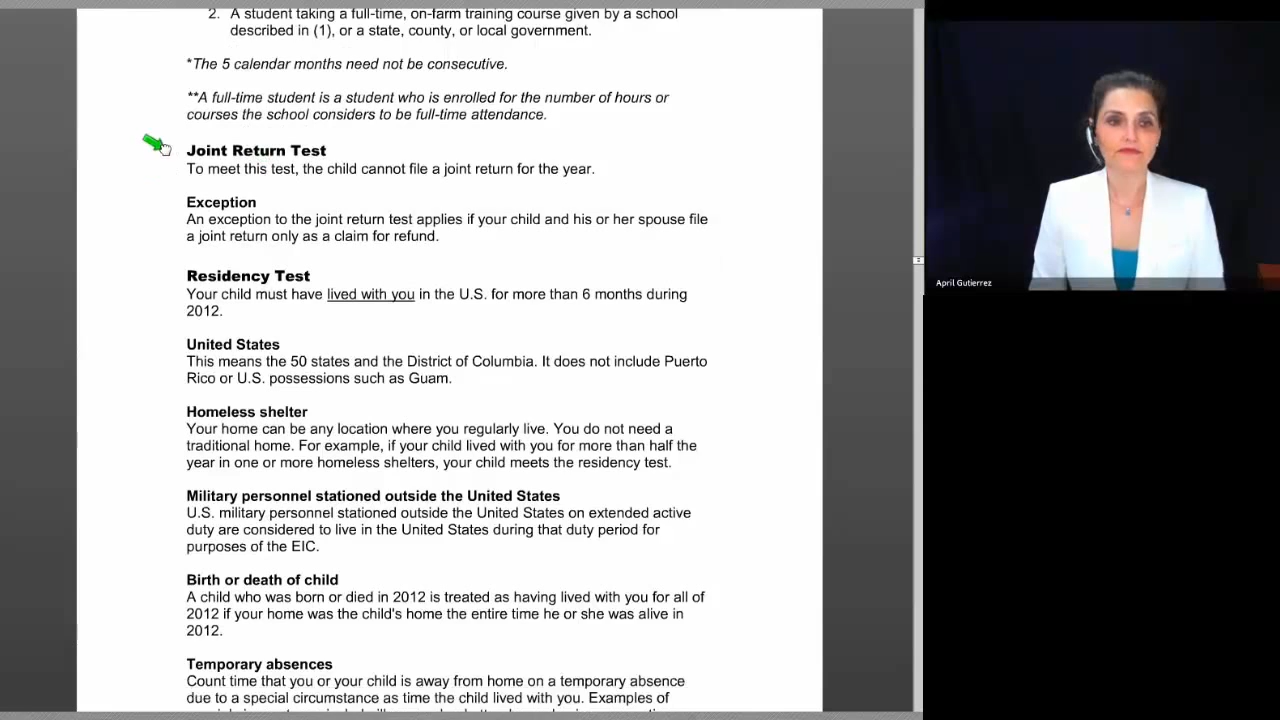 2. A student taking a full-time, on-farm training course given by a school
described in (1), or a state, county, or local government.
*The 5 calendar months need not be consecutive.
**A full-time student is a student who is enrolled for the number of hours or
courses the school considers to be full-time attendance.
Joint Return Test
To meet this test, the child cannot file a joint return for the year.
Exception
An exception to the joint return test applies if your child and his or her spouse file
a joint return only as a claim for refund.
Residency Test
Your child must have lived with you in the U.S. for more than 6 months during
2012.
United States
This means the 50 states and the District of Columbia. It does not include Puerto
Rico or U.S. possessions such as Guam.
Homeless shelter
Your home can be any location where you regularly live. You do not need a
traditional home. For example, if your child lived with you for more than half the
year in one or more homeless shelters, your child meets the residency test.
Military personnel stationed outside the United States
U.S. military personnel stationed outside the United States on extended active
duty are considered to live in the United States during that duty period for
purposes of the EIC.
Birth or death of child
A child who was born or died in 2012 is treated as having lived with you for all of
2012 if your home was the child's home the entire time he or she was alive in
2012.
Temporary absences
Count time that you or your child is away from home on a temporary absence
due to a special circumstance as time the child lived with you. Examples of
April Gutierrez